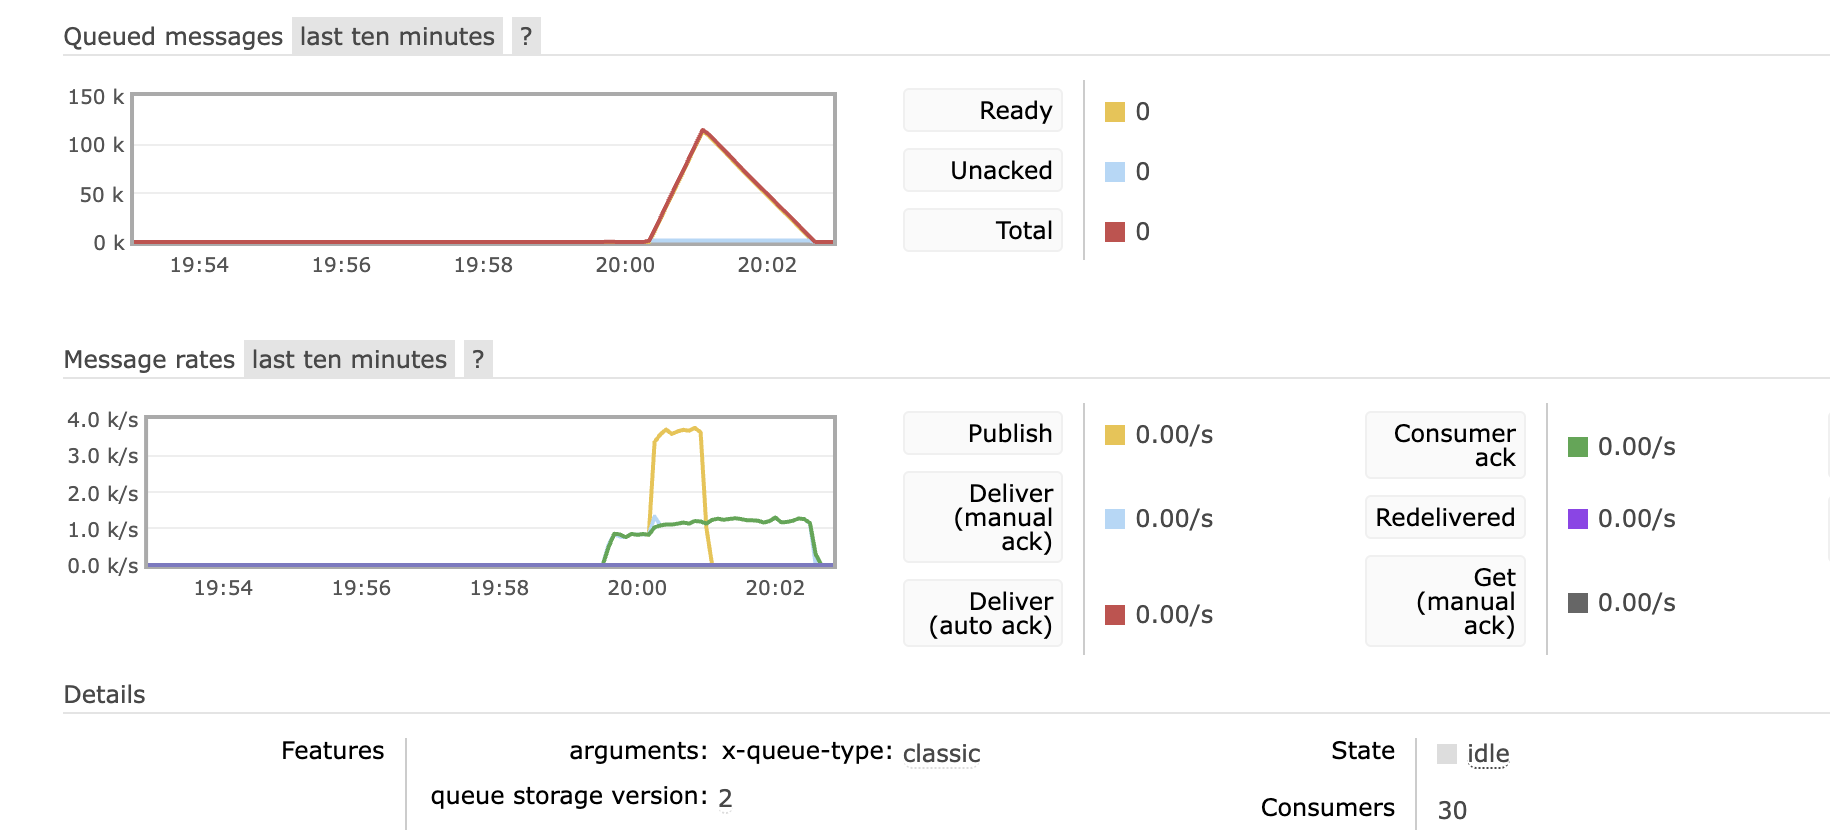 Queued messages last ten minutes ?
150 k
100 k
50 k
0 k
19:54 19:56 19:58 20:00 20:02
Ready 0
Unacked 0
Total 0
Message rates last ten minutes ?
4.0 k/s
3.0 k/s
2.0 k/s
1.0 k/s
0.0 k/s
19:54 19:56 19:58 20:00 20:02
Publish 0.00/s
Deliver
(manual
ack)
0.00/s
Deliver
(auto ack)
0.00/s
Consumer
ack
0.00/s
Redelivered 0.00/s
Get
(manual
ack)
0.00/s
Details
Features arguments: x-queue-type: classic
queue storage version: 2
State idle
Consumers 30